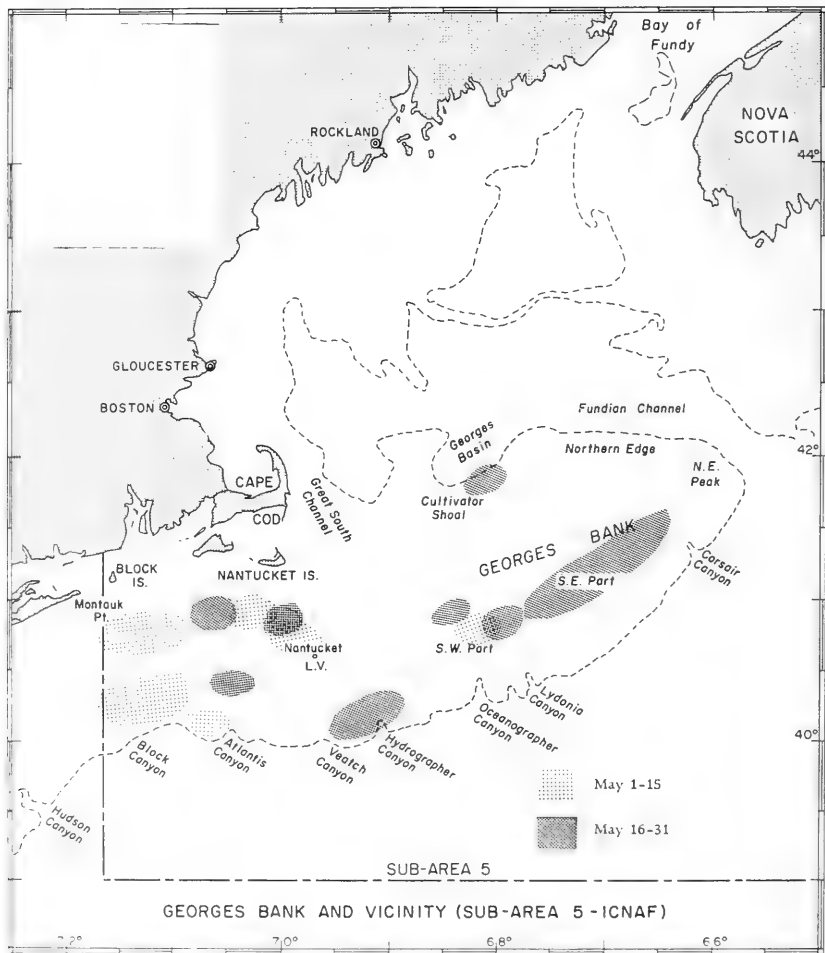 Bay of
Fundy
NOVA
SCOTIA
ROCKLAND
44°
GLOUCESTER
BOSTON
Fundian Channel
Georges
Basin
42°
Northern Edge
N.E.
Peak
CAPE
COD
Great South
Channel
Cultivator
Shoal
GEORGES BANK
S.E. Part
Corsair
Canyon
BLOCK
IS.
NANTUCKET IS.
Montauk
Pt.
Nantucket
L.V.
S.W. Part
Lydonia
Canyon
Oceanographer
Canyon
Hydrographer
Canyon
Veatch
Canyon
Atlantis
Canyon
Block
Canyon
40°
Hudson
Canyon
May 1-15
May 16-31
SUB-AREA 5
GEORGES BANK AND VICINITY (SUB-AREA 5-ICNAF)
72° 70° 68° 66°